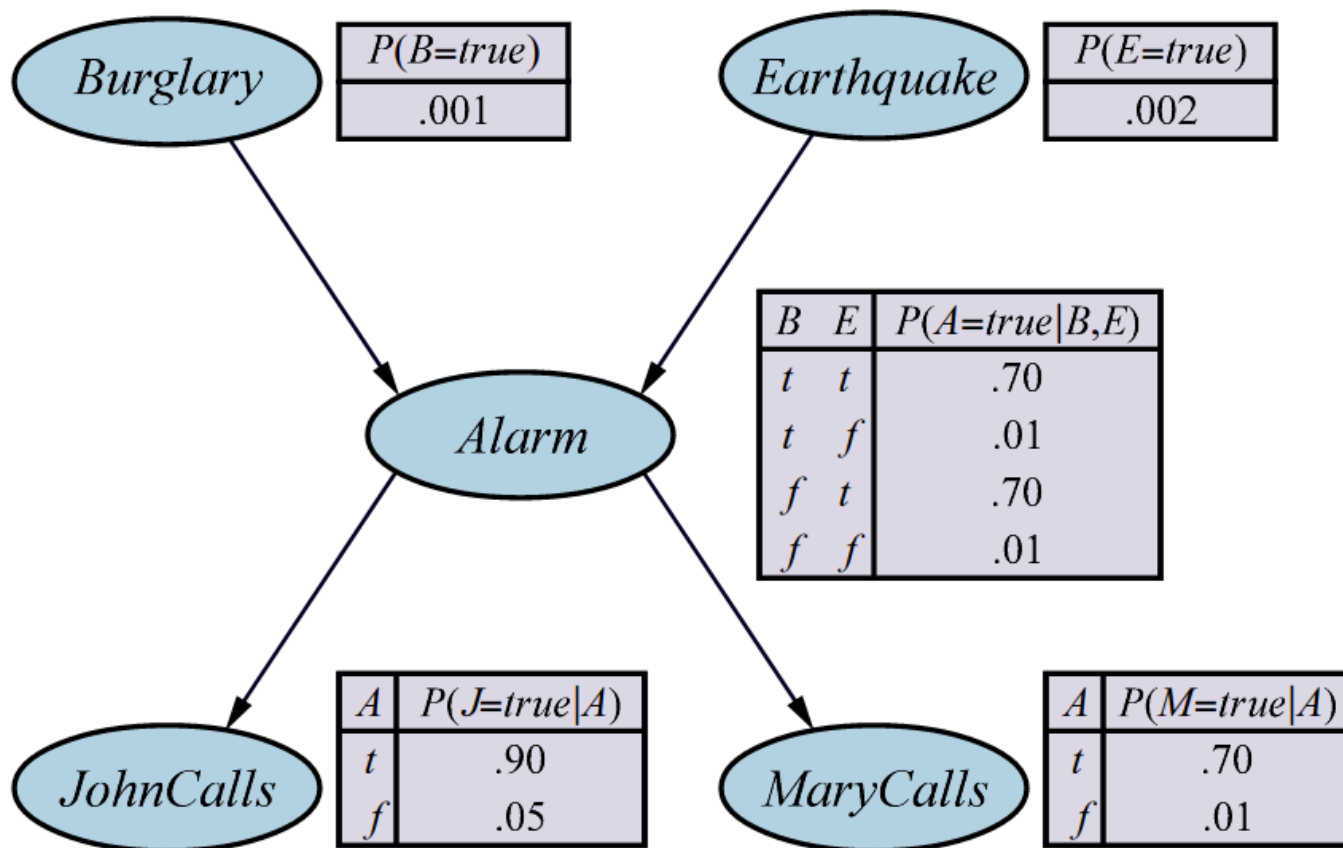 Burglary
P(B=true)
.001
Earthquake
P(E=true)
.002
B E P(A=true|B,E)
t t .70
t f .01
f t .70
f f .01
Alarm
JohnCalls
A P(J=true|A)
t .90
f .05
MaryCalls
A P(M=true|A)
t .70
f .01